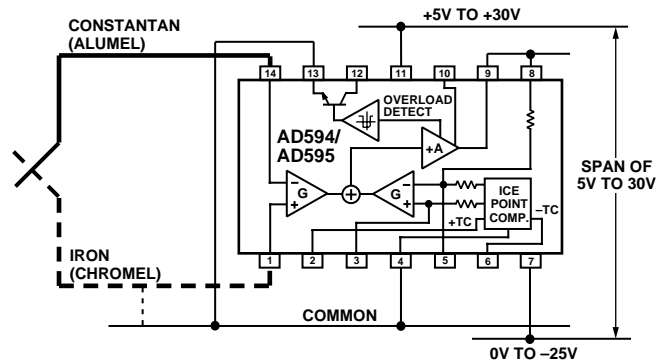 +5V TO +30V
CONSTANTAN
(ALUMEL)
14 13 12 11 10 9 8
OVERLOAD
DETECT
AD594/
AD595
+A
SPAN OF
5V TO 30V
– G +
– G +
ICE
POINT
COMP.
+TC
–TC
IRON
(CHROMEL)
1 2 3 4 5 6 7
COMMON
0V TO –25V